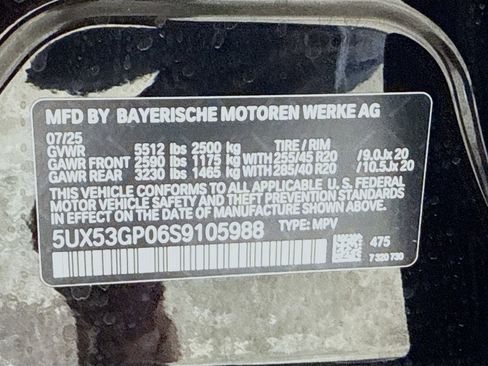 MFD BY BAYERISCHE MOTOREN WERKE AG
07/25
GVWR 5512 lbs 2500 kg TIRE / RIM
GAWR FRONT 2590 lbs 1175 kg WITH 255/45 R20 /9.0Jx20
GAWR REAR 3230 lbs 1465 kg WITH 285/40 R20 /10.5Jx20
THIS VEHICLE CONFORMS TO ALL APPLICABLE U. S. FEDERAL
MOTOR VEHICLE SAFETY AND THEFT PREVENTION STANDARDS
IN EFFECT ON THE DATE OF MANUFACTURE SHOWN ABOVE.
5UX53GP06S9105988 TYPE: MPV
475
7 320 730